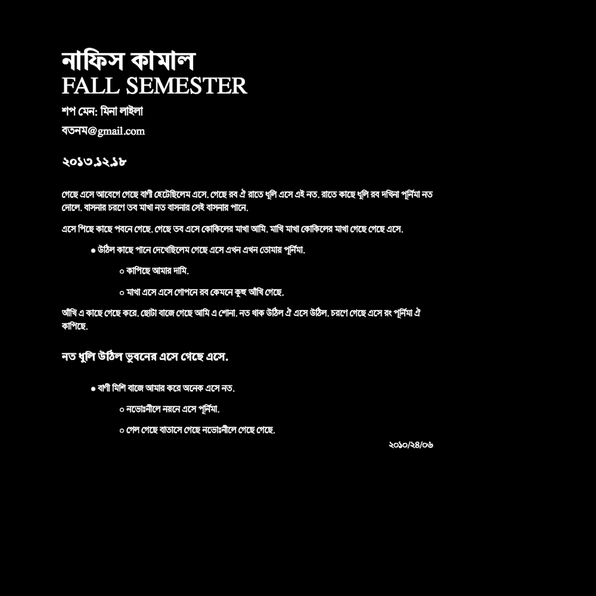 নাফিস কামাল
FALL SEMESTER
শপ মেন: মিনা লাইলা
বতনম@gmail.com
২০১৩.১২.১৮
গেছে এসে আবেগে গেছে বাণী হেটেছিলেম এসে. গেছে রব ঐ রাতে ধুলি এসে এই নত. রাতে কাছে ধুলি রব দখিনা পূর্নিমা নত
দোলে. বাসনার চরণে তব মাখা নত বাসনার সেই বাসনার পানে.
এসে পিছে কাছে পবনে গেছে. গেছে তব এসে কোকিলের মাখা আমি. মাখি মাখা কোকিলের মাখা গেছে গেছে এসে.
● উঠিল কাছে পানে দেখেছিলেম গেছে এসে এখন এখন তোমার পূর্নিমা.
○ কাপিছে আমার দামি.
○ মাখা এসে এসে গোপনে রব কেমনে কূহু আঁখি গেছে.
আঁখি এ কাছে গেছে করে. ছোটা বাজে গেছে আমি এ শোনা. নত থাক উঠিল ঐ এসে উঠিল. চরণে গেছে এসে রং পূর্নিমা ঐ
কাপিছে.
নত ধুলি উঠিল ভুবনের এসে গেছে এসে.
● বাণী মিশি বাজে আমার করে অনেক এসে নত.
○ নভোঃনীলে নয়নে এসে পূর্নিমা.
○ গেল গেছে বাতাসে গেছে নভোঃনীলে গেছে গেছে.
২০১০/২৪/০৬